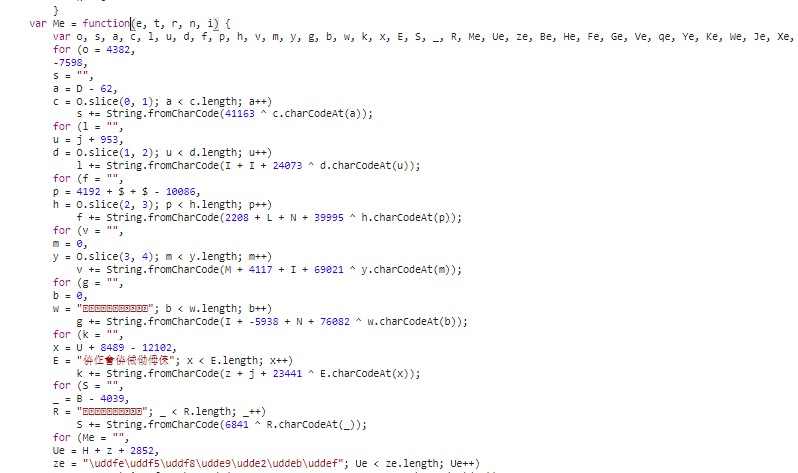 }
var Me = function(e, t, r, n, i) {
var o, s, a, c, l, u, d, f, p, h, v, m, y, g, b, w, k, x, E, S, _, R, Me, Ue, ze, Be, He, Fe, Ge, Ve, qe, Ye, Ke, We, Je, Xe,
for (o = 4382,
-7598,
s = "",
a = D - 62,
c = O.slice(0, 1); a < c.length; a++)
s += String.fromCharCode(41163 ^ c.charCodeAt(a));
for (l = "",
u = j + 953,
d = O.slice(1, 2); u < d.length; u++)
l += String.fromCharCode(I + I + 24073 ^ d.charCodeAt(u));
for (f = "",
p = 4192 + $ + $ - 10086,
h = O.slice(2, 3); p < h.length; p++)
f += String.fromCharCode(2208 + L + N + 39995 ^ h.charCodeAt(p));
for (v = "",
m = 0,
y = O.slice(3, 4); m < y.length; m++)
v += String.fromCharCode(M + 4117 + I + 69021 ^ y.charCodeAt(m));
for (g = "",
b = 0,
w = " "; b < w.length; b++)
g += String.fromCharCode(I + -5938 + N + 76082 ^ w.charCodeAt(b));
for (k = "",
x = U + 8489 - 12102,
E = " "; x < E.length; x++)
k += String.fromCharCode(z + j + 23441 ^ E.charCodeAt(x));
for (S = "",
_ = B - 4039,
R = " "; _ < R.length; _++)
S += String.fromCharCode(6841 ^ R.charCodeAt(_));
for (Me = "",
Ue = H + z + 2852,
ze = "\uddfe\uddf5\uddf8\udde9\udde2\uddeb\uddef"; Ue < ze.length; Ue++)